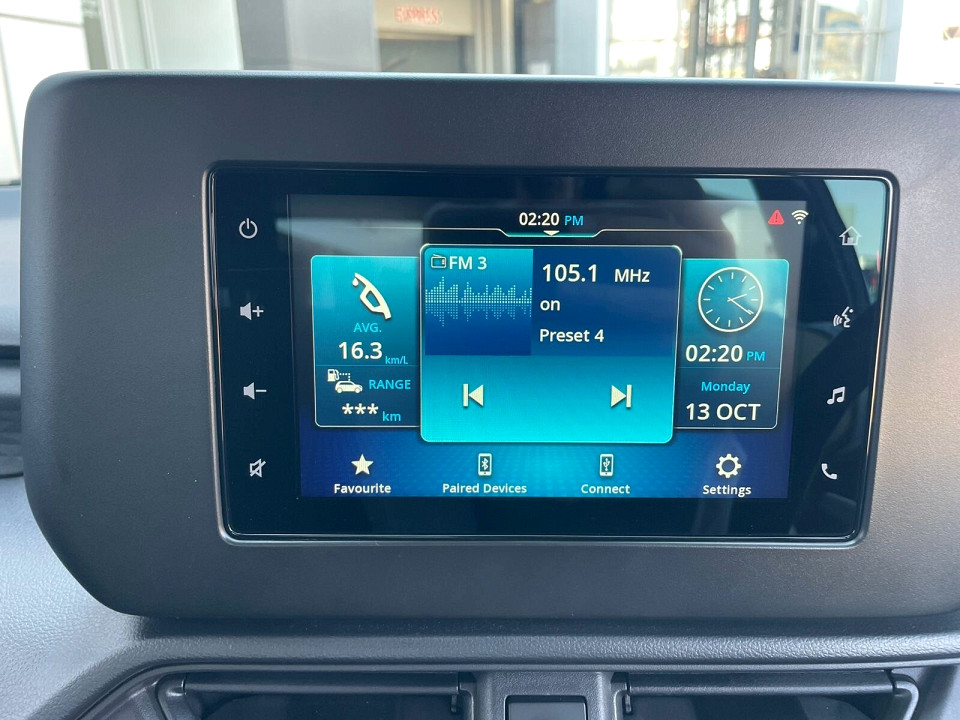 EXPRESS
02:20 PM
FM 3
105.1 MHz
on
Preset 4
AVG.
16.3 km/L
RANGE
*** km
02:20 PM
Monday
13 OCT
Favourite
Paired Devices
Connect
Settings